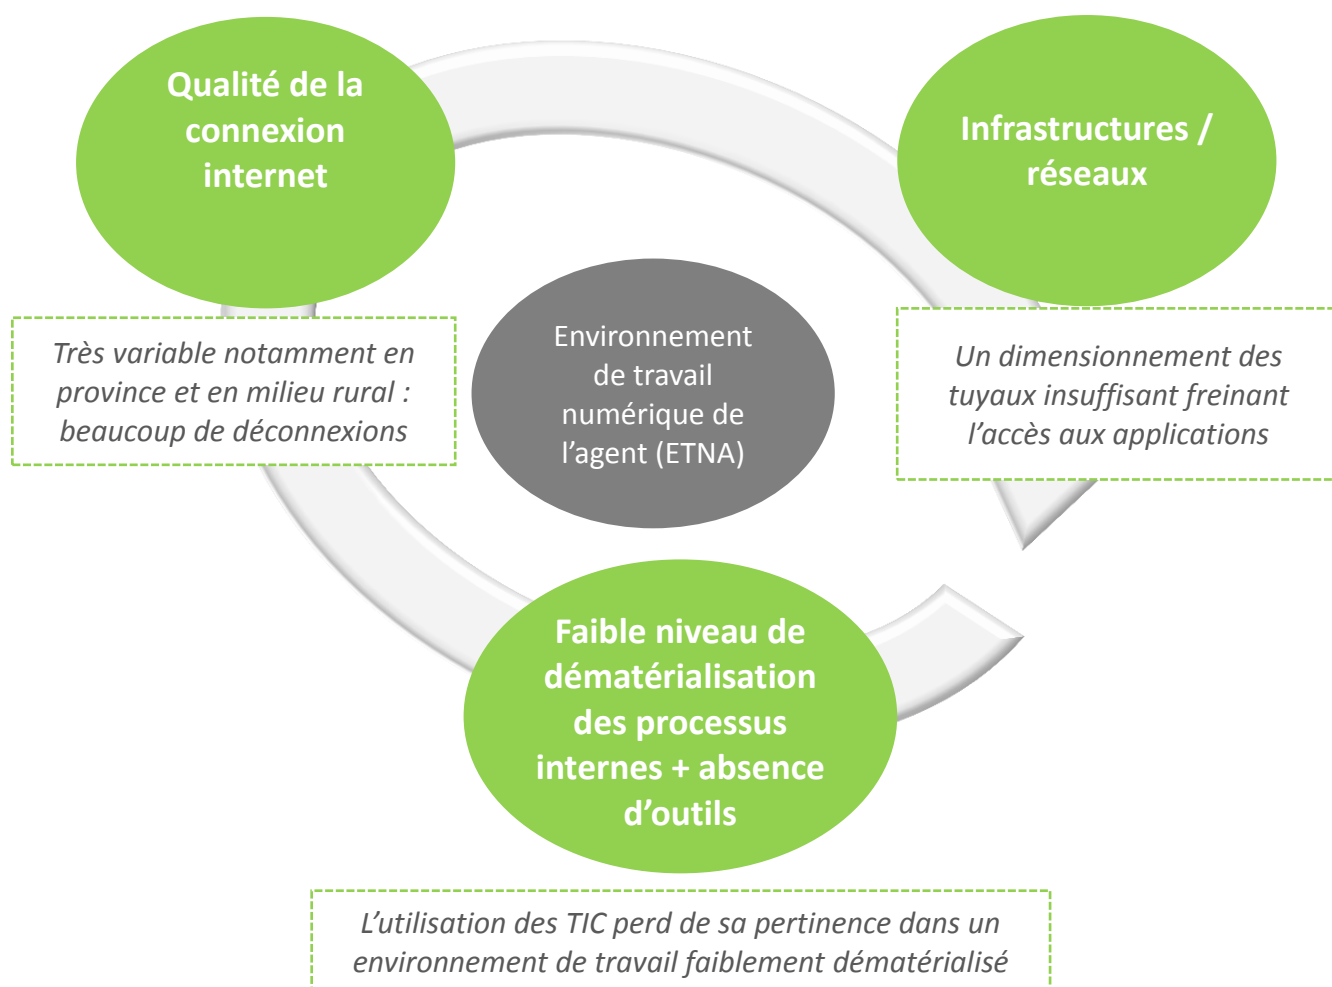 Qualité de la
connexion
internet
Infrastructures /
réseaux
Très variable notamment en
province et en milieu rural :
beaucoup de déconnexions
Environnement
de travail
numérique de
l’agent (ETNA)
Un dimensionnement des
tuyaux insuffisant freinant
l’accès aux applications
Faible niveau de
dématérialisation
des processus
internes + absence
d’outils
L’utilisation des TIC perd de sa pertinence dans un
environnement de travail faiblement dématérialisé